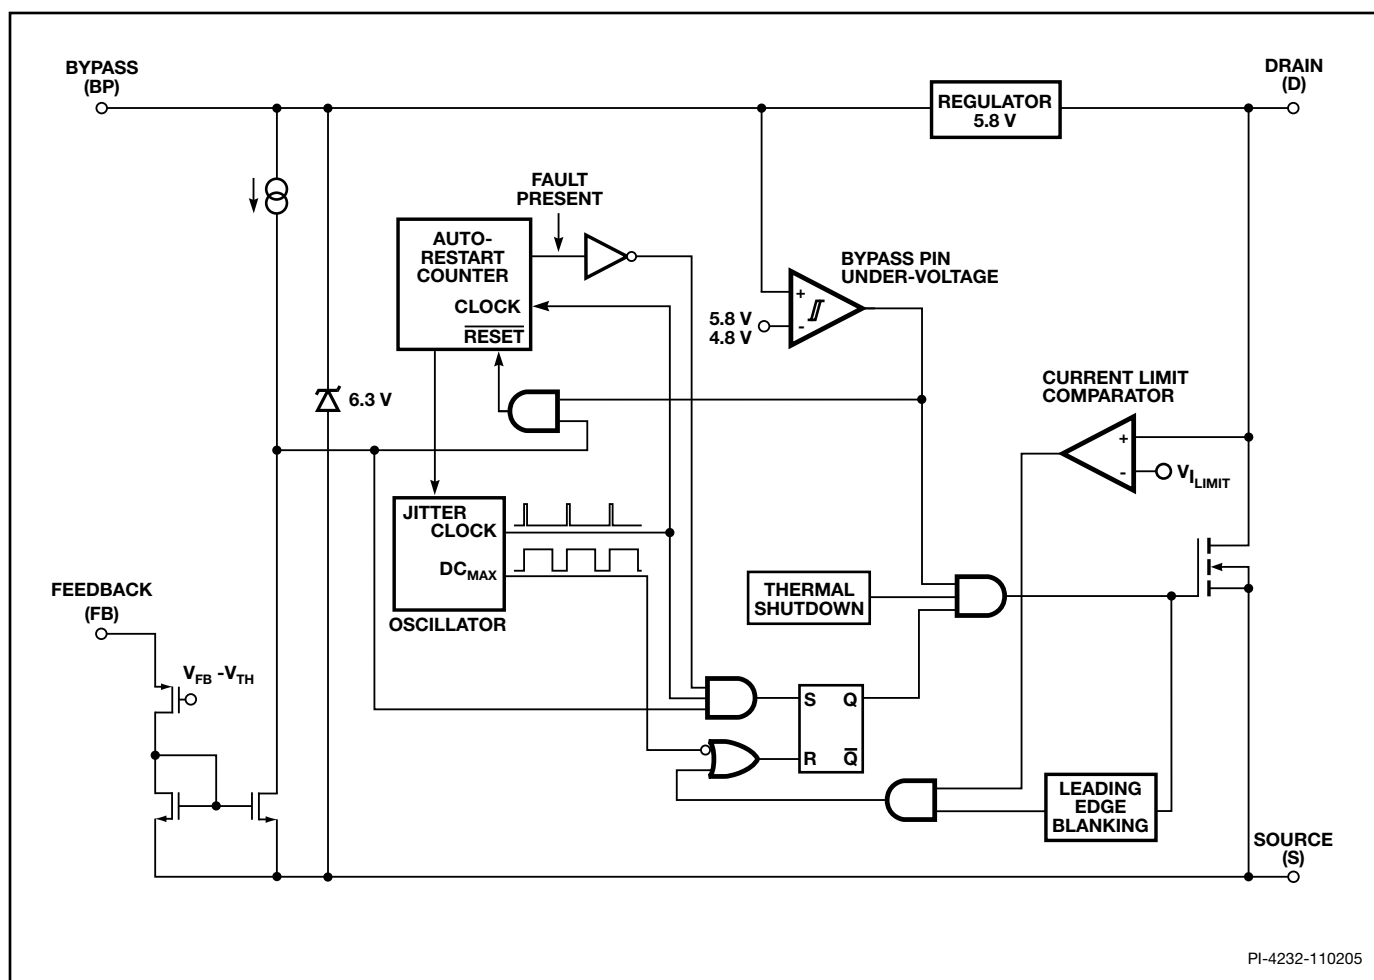 BYPASS
(BP)
DRAIN
(D)
REGULATOR
5.8 V
FAULT
PRESENT
AUTO-
RESTART
COUNTER
CLOCK
RESET
BYPASS PIN
UNDER-VOLTAGE
+
-
5.8 V
4.8 V
6.3 V
CURRENT LIMIT
COMPARATOR
+
-
VILIMIT
JITTER
CLOCK
DCMAX
OSCILLATOR
THERMAL
SHUTDOWN
FEEDBACK
(FB)
VFB -VTH
S Q
R Q̅
LEADING
EDGE
BLANKING
SOURCE
(S)
PI-4232-110205